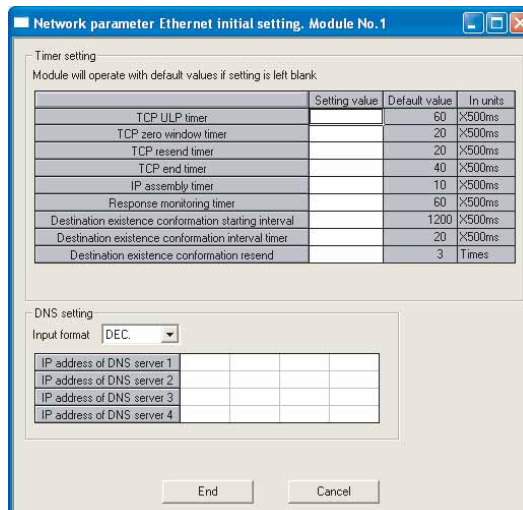 Network parameter Ethernet initial setting. Module No.1
Timer setting
Module will operate with default values if setting is left blank
Setting value Default value In units
TCP ULP timer 60 X500ms
TCP zero window timer 20 X500ms
TCP resend timer 20 X500ms
TCP end timer 40 X500ms
IP assembly timer 10 X500ms
Response monitoring timer 60 X500ms
Destination existence conformation starting interval 1200 X500ms
Destination existence conformation interval timer 20 X500ms
Destination existence conformation resend 3 Times
DNS setting
Input format DEC.
IP address of DNS server 1
IP address of DNS server 2
IP address of DNS server 3
IP address of DNS server 4
End Cancel